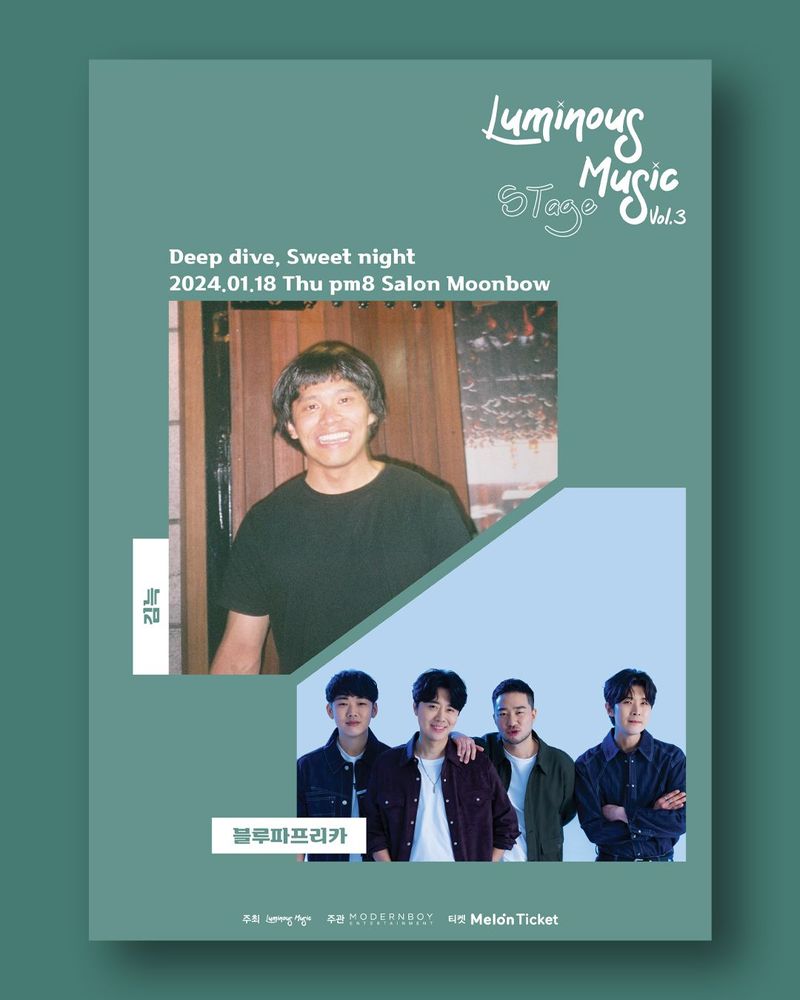 Luminous
Music
STage
Vol.3
Deep dive, Sweet night
2024.01.18 Thu pm8 Salon Moonbow
김늑
블루파프리카
주최 Luminous Music 주관 MODERNBOY ENTERTAINMENT 티켓 Melon Ticket